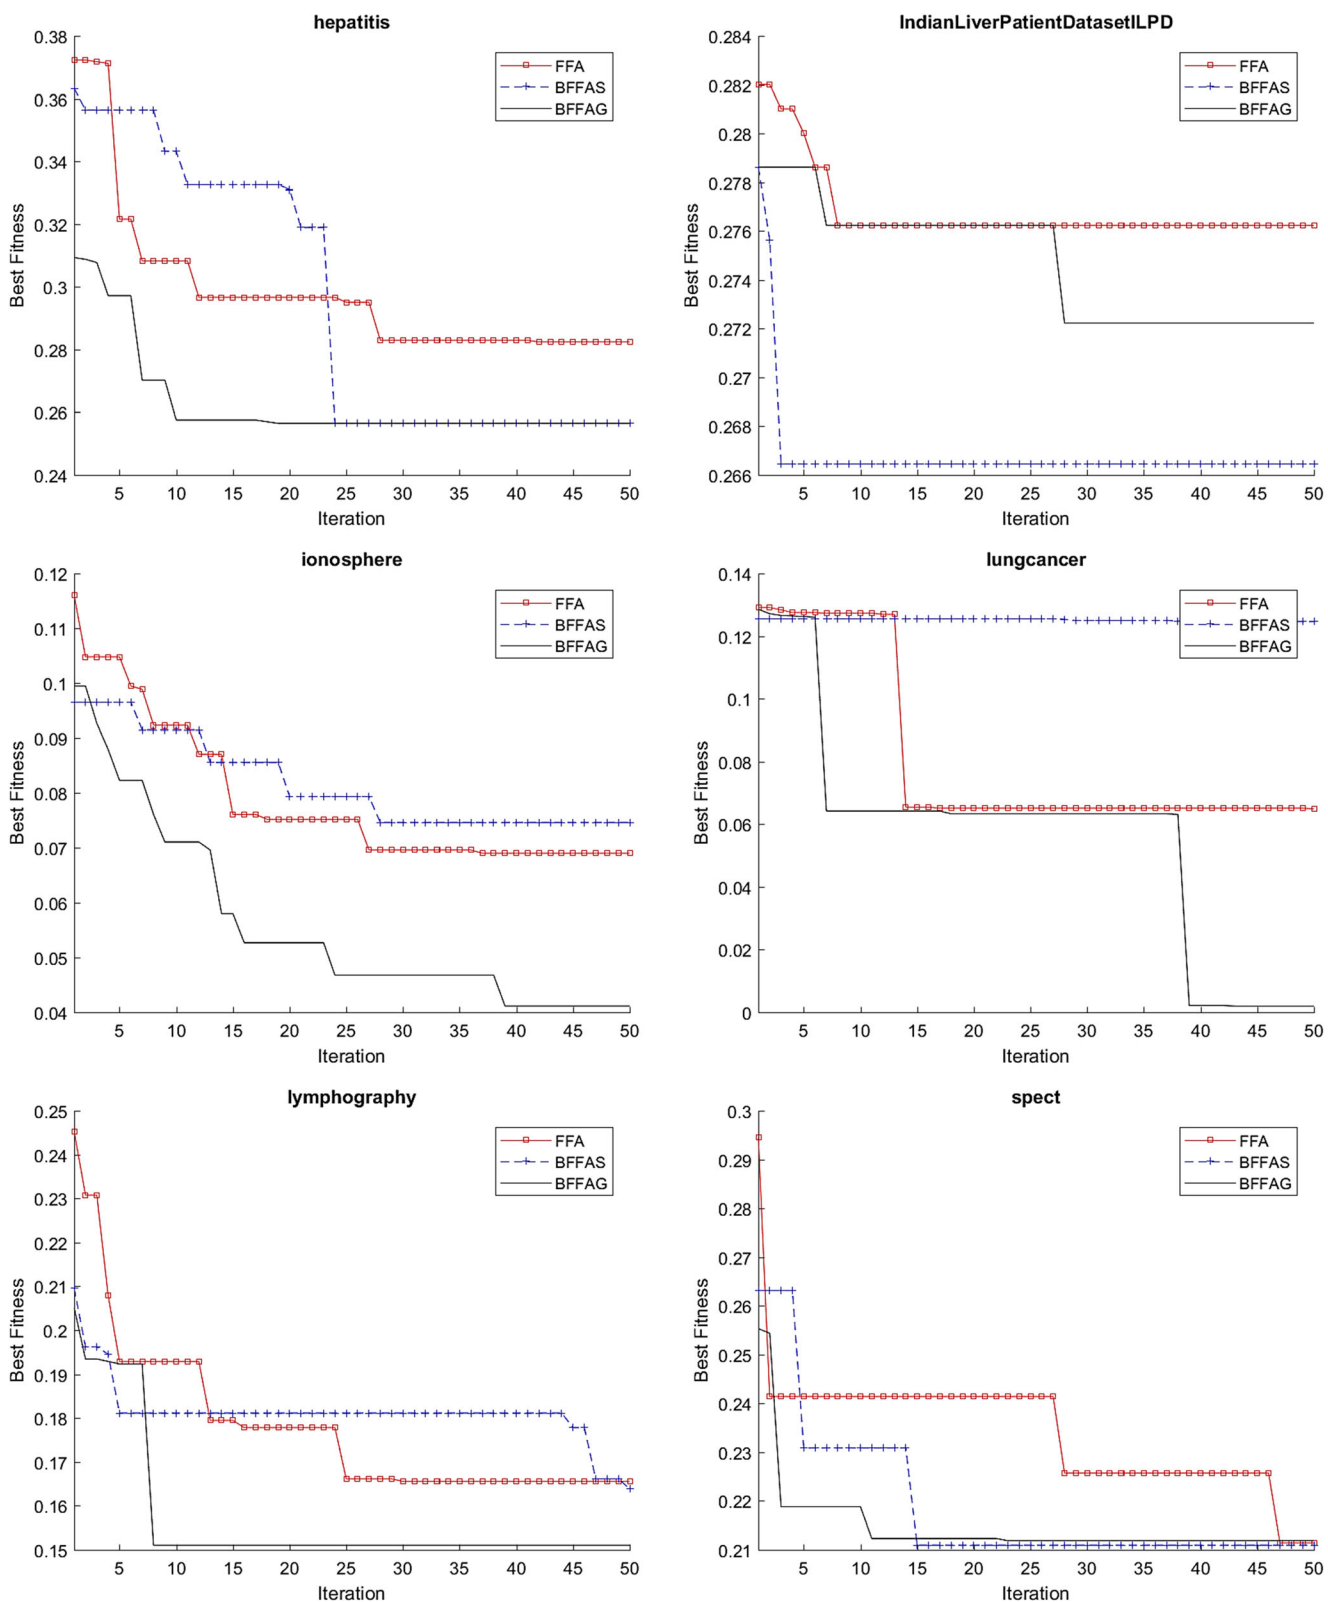 hepatitis
0.38
0.36
0.34
0.32
0.3
0.28
0.26
0.24
Best Fitness
5 10 15 20 25 30 35 40 45 50
Iteration
FFA
BFFAS
BFFAG
IndianLiverPatientDatasetILPD
0.284
0.282
0.28
0.278
0.276
0.274
0.272
0.27
0.268
0.266
Best Fitness
5 10 15 20 25 30 35 40 45 50
Iteration
FFA
BFFAS
BFFAG
ionosphere
0.12
0.11
0.1
0.09
0.08
0.07
0.06
0.05
0.04
Best Fitness
5 10 15 20 25 30 35 40 45 50
Iteration
FFA
BFFAS
BFFAG
lungcancer
0.14
0.12
0.1
0.08
0.06
0.04
0.02
0
Best Fitness
5 10 15 20 25 30 35 40 45 50
Iteration
FFA
BFFAS
BFFAG
lymphography
0.25
0.24
0.23
0.22
0.21
0.2
0.19
0.18
0.17
0.16
0.15
Best Fitness
5 10 15 20 25 30 35 40 45 50
Iteration
FFA
BFFAS
BFFAG
spect
0.3
0.29
0.28
0.27
0.26
0.25
0.24
0.23
0.22
0.21
Best Fitness
5 10 15 20 25 30 35 40 45 50
Iteration
FFA
BFFAS
BFFAG